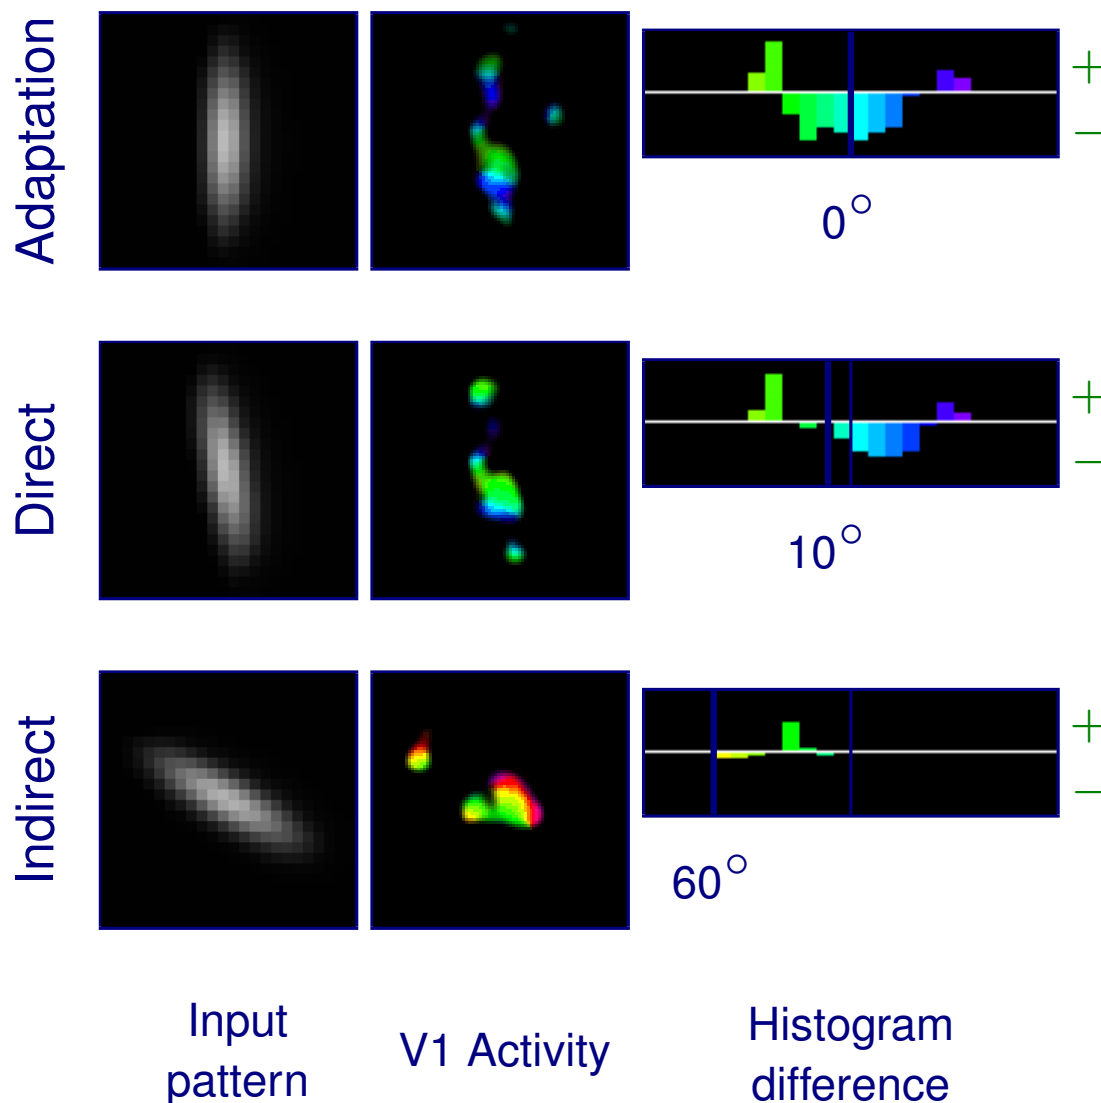 Adaptation
+
−
0°
Direct
+
−
10°
Indirect
+
−
60°
Input
pattern
V1 Activity
Histogram
difference